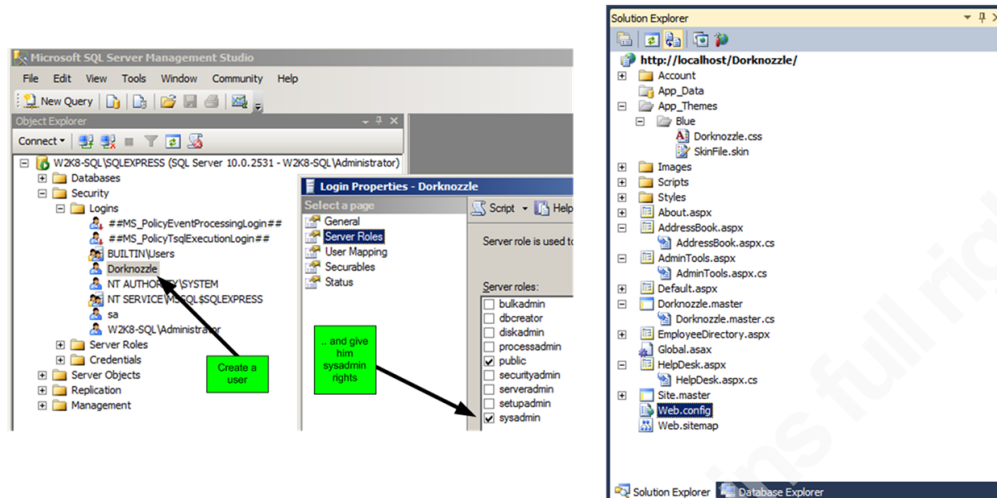 Microsoft SQL Server Management Studio
File Edit View Tools Window Community Help
New Query
Object Explorer
Connect
W2K8-SQL\SQLEXPRESS (SQL Server 10.0.2531 - W2K8-SQL\Administrator)
Databases
Security
Logins
##MS_PolicyEventProcessingLogin##
##MS_PolicyTsqlExecutionLogin##
BUILTIN\Users
Dorknozzle
NT AUTHORITY\SYSTEM
NT SERVICE\MSSQL$SQLEXPRESS
sa
W2K8-SQL\Administrator
Server Roles
Credentials
Server Objects
Replication
Management
Create a
user
Login Properties - Dorknozzle
Select a page
General
Server Roles
User Mapping
Securables
Status
.. and give
him
sysadmin
rights
Script Help
Server role is used to
Server roles:
bulkadmin
dbcreator
diskadmin
processadmin
public
securityadmin
serveradmin
setupadmin
sysadmin
Solution Explorer
http://localhost/Dorknozzle/
Account
App_Data
App_Themes
Blue
Dorknozzle.css
SkinFile.skin
Images
Scripts
Styles
About.aspx
AddressBook.aspx
AddressBook.aspx.cs
AdminTools.aspx
AdminTools.aspx.cs
Default.aspx
Dorknozzle.master
Dorknozzle.master.cs
EmployeeDirectory.aspx
Global.asax
HelpDesk.aspx
HelpDesk.aspx.cs
Site.master
Web.config
Web.sitemap
Solution Explorer Database Explorer
ins full rig